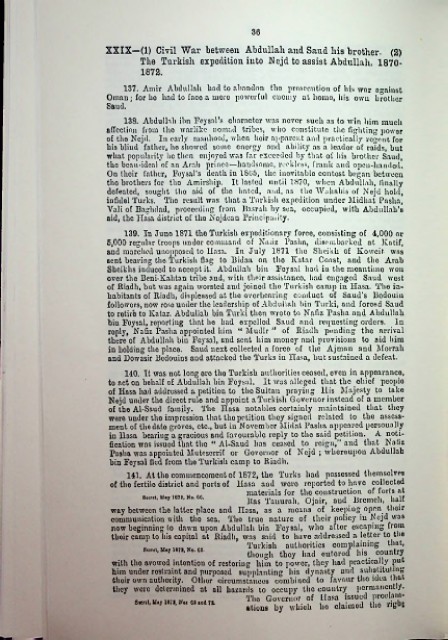 36
XXIX—(1) Civil War between Abdullah and Saud his brother. (2)
The Turkish expedition into Nejd to assist Abdullah. 1870-
1872.
137. Amir Abdullah had to abandon the prosecution of his war against
Oman; for he had to face a more powerful enemy at home, his own brother
Saud.
138. Abdullah ibn Feysal's character was never such as to win him much
affection from the warlike nomad tribes, who constitute the fighting power
of the Nejd. In early manhood, when heir apparent and practically regent for
his blind father, he showed some energy and ability as a leader of raids, but
what popularity he then enjoyed was far exceeded by that of his brother Saud,
the beau-ideal of an Arab prince—handsome, reckless, frank and open-handed.
On their father, Feysal's death in 1865, the inevitable contest began between
the brothers for the Amirship. It lasted until 1870, when Abdullah, finally
defeated, sought the aid of the hated, and, as the Wahabis of Nejd hold,
infidel Turks. The result was that a Turkish expedition under Midhat Pasha,
Vali of Baghdad, proceeding from Basrah by sea, occupied, with Abdullah's
aid, the Hasa district of the Nejdean Principality.
139. In June 1871 the Turkish expeditionary force, consisting of 4,000 or
5,000 regular troops under command of Nafiz Pasha, disembarked at Katif,
and marched unopposed to Hasa. In July 1871 the Sheikh of Koweit was
sent bearing the Turkish flag to Bidaa on the Katar Coast, and the Arab
Sheikhs induced to accept it. Abdullah bin Feysal had in the meantime won
over the Beni-Kahtan tribe and, with their assistance, had engaged Saud west
of Riadh, but was again worsted and joined the Turkish camp in Hasa. The in-
habitants of Riadh, displeased at the overbearing conduct of Saud's Bedouin
followers, now rose under the leadership of Abdullah bin Turki, and forced Saud
to retire to Katar. Abdullah bin Turki then wrote to Nafiz Pasha and Abdullah
bin Feysal, reporting that he had expelled Saud and requesting orders. In
reply, Nafiz Pasha appointed him "Mudir" of Riadh pending the arrival
there of Abdullah bin Feysal, and sent him money and provisions to aid him
in holding the place. Saud next collected a force of the Ajman and Morrah
and Dowasir Bedouins and attacked the Turks in Hasa, but sustained a defeat.
140. It was not long ere the Turkish authorities ceased, even in appearance,
to act on behalf of Abdullah bin Feysal. It was alleged that the chief people
of Hasa had addressed a petition to the Sultan praying His Majesty to take
Nejd under the direct rule and appoint a Turkish Governor instead of a member
of the Al-Saud family. The Hasa notables certainly maintained that they
were under the impression that the petition they signed related to the assess-
ment of the date groves, etc., but in November Midhat Pasha appeared personally
in Hasa bearing a gracious and favourable reply to the said petition. A noti-
fication was issued that the "Al-Saud has ceased to reign," and that Nafiz
Pasha was appointed Mutserrif or Governor of Nejd; whereupon Abdullah
bin Feysal fled from the Turkish camp to Riadh.
141. At the commencement of 1872, the Turks had possessed themselves
of the fertile district and ports of Hasa and were reported to have collected
Secret, May 1872, No. materials for the construction of forts at
Ras Tanurah, Ojair, and half
way between the latter place and Hasa, as a means of keeping open their
communication with the sea. The true nature of their policy in Nejd was
now beginning to dawn upon Abdullah bin Feysal, who after escaping from
their camp to his capital at Riadh, was said to have addressed a letter to the
Secret, May 1872, No. Turkish authorities complaining that,
though they had entered his country
with the avowed intention of restoring him to power, they had practically put
him under restraint and purposed supplanting his dynasty and substituting
their own authority. Other circumstances combined to favour the idea that
they were determined at all hazards to occupy the country permanently.
Secret, May 1872, Nos. The Governor of Hasa issued proclam-
ations by which he claimed the right